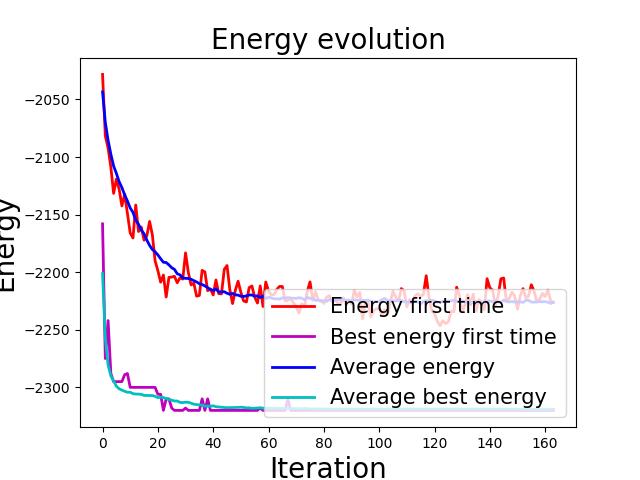 Energy evolution
Energy
−2050
−2100
−2150
−2200
−2250
−2300
Energy first time
Best energy first time
Average energy
Average best energy
0 20 40 60 80 100 120 140 160
Iteration